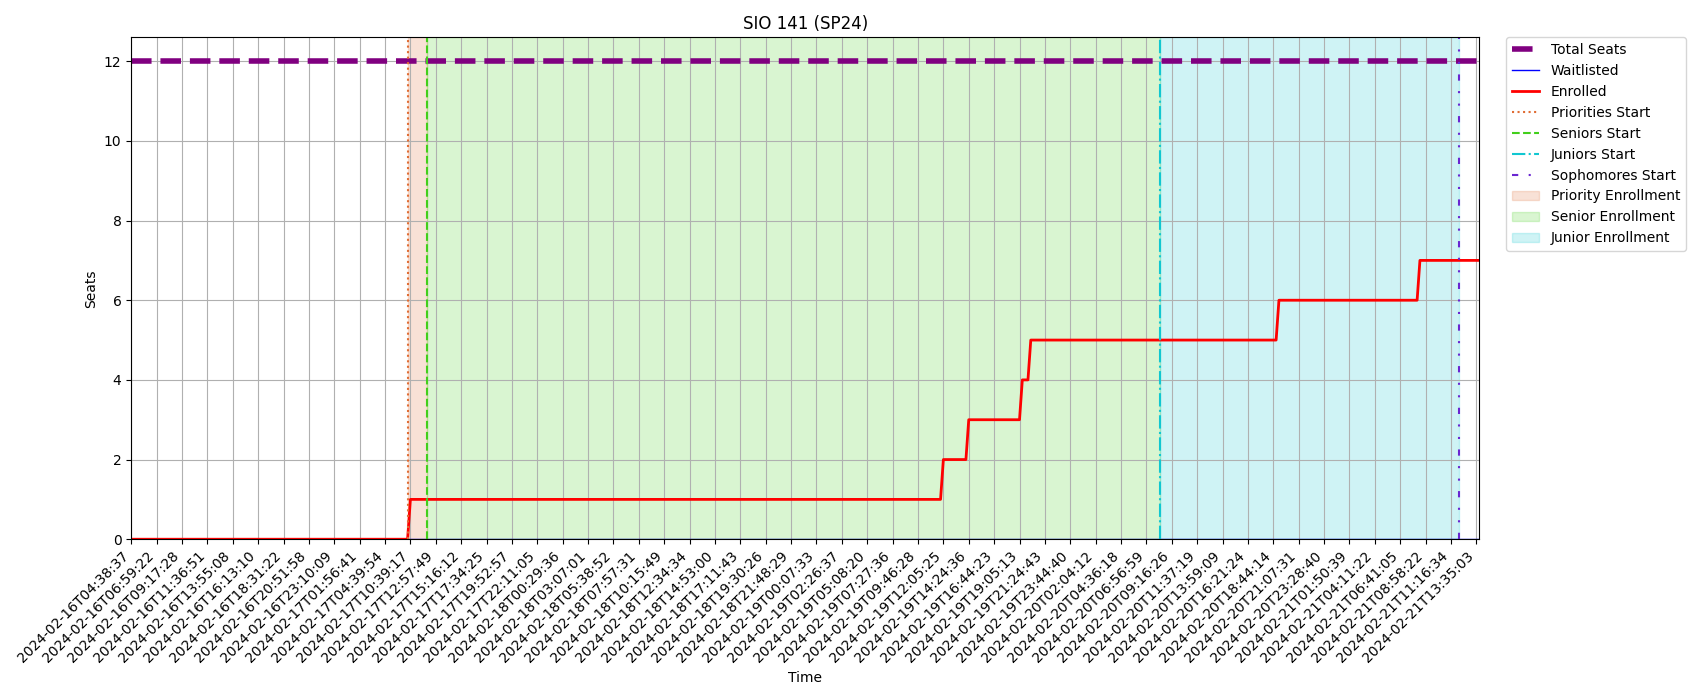 SIO 141 (SP24)
Seats
12
10
8
6
4
2
0
2024-02-16T04:38:37
2024-02-16T06:59:22
2024-02-16T09:17:28
2024-02-16T11:36:51
2024-02-16T13:55:08
2024-02-16T16:13:10
2024-02-16T18:31:22
2024-02-16T20:51:58
2024-02-16T23:10:09
2024-02-17T01:56:41
2024-02-17T04:39:54
2024-02-17T10:39:17
2024-02-17T12:57:49
2024-02-17T15:16:12
2024-02-17T17:34:25
2024-02-17T19:52:57
2024-02-17T22:11:05
2024-02-18T00:29:36
2024-02-18T03:07:01
2024-02-18T05:38:52
2024-02-18T07:57:31
2024-02-18T10:15:49
2024-02-18T12:34:34
2024-02-18T14:53:00
2024-02-18T17:11:43
2024-02-18T19:30:26
2024-02-18T21:48:29
2024-02-19T00:07:33
2024-02-19T02:26:37
2024-02-19T05:08:20
2024-02-19T07:27:36
2024-02-19T09:46:28
2024-02-19T12:05:25
2024-02-19T14:24:36
2024-02-19T16:44:23
2024-02-19T19:05:13
2024-02-19T21:24:43
2024-02-19T23:44:40
2024-02-20T02:04:12
2024-02-20T04:36:18
2024-02-20T06:56:59
2024-02-20T09:16:26
2024-02-20T11:37:19
2024-02-20T13:59:09
2024-02-20T16:21:24
2024-02-20T18:44:14
2024-02-20T21:07:31
2024-02-20T23:28:40
2024-02-21T01:50:39
2024-02-21T04:11:22
2024-02-21T06:41:05
2024-02-21T08:58:22
2024-02-21T11:16:34
2024-02-21T13:35:03
Time
Total Seats
Waitlisted
Enrolled
Priorities Start
Seniors Start
Juniors Start
Sophomores Start
Priority Enrollment
Senior Enrollment
Junior Enrollment